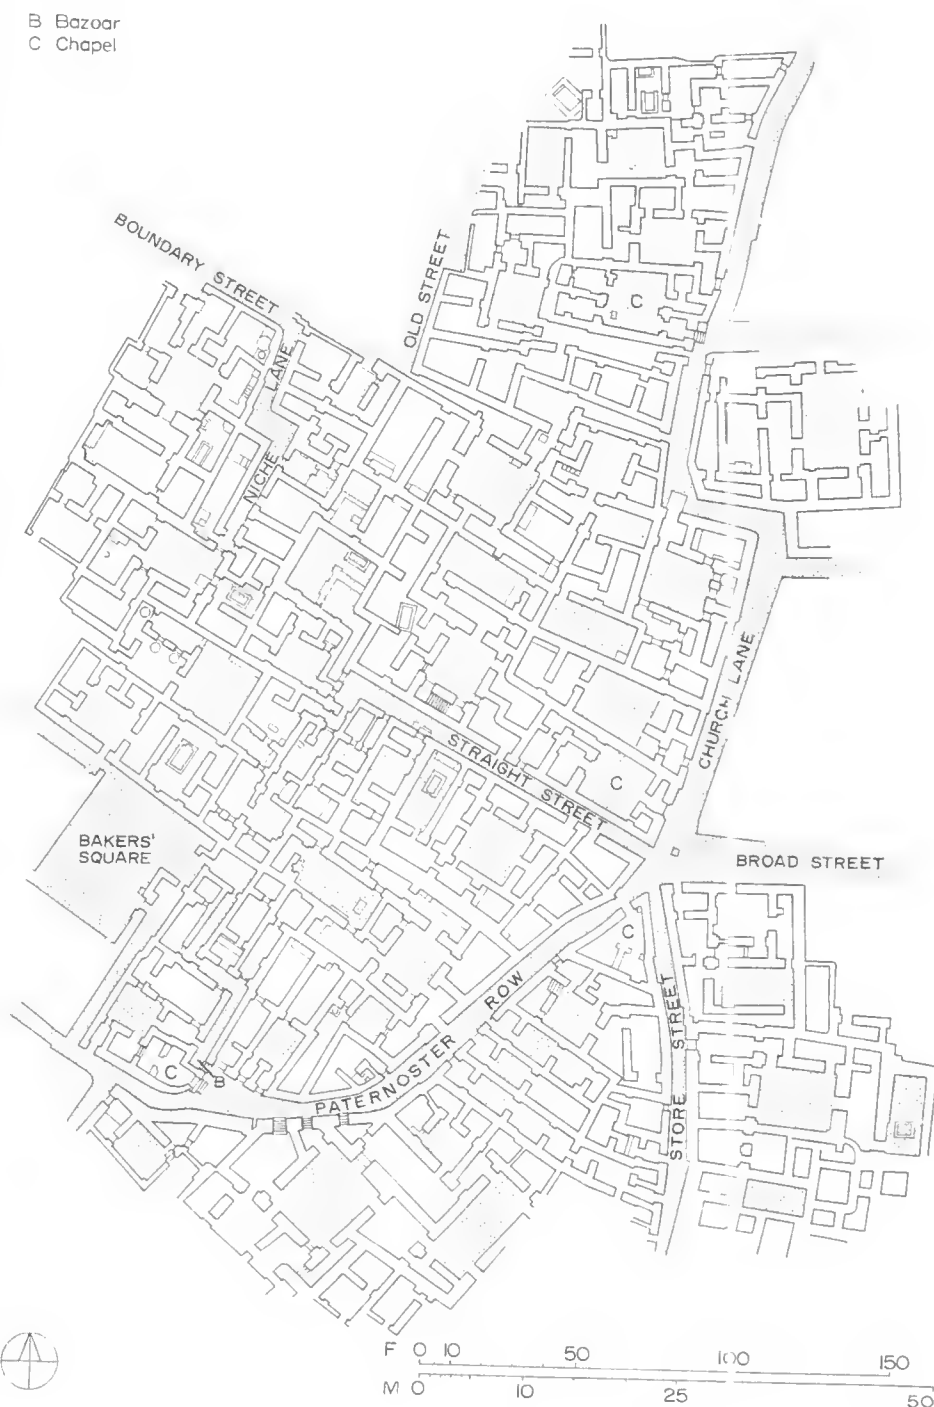 B Bazaar
C Chapel
BOUNDARY STREET
OLD STREET
C
NICHE LANE
CHURCH LANE
STRAIGHT STREET
C
BAKERS'
SQUARE
BROAD STREET
C
PATERNOSTER ROW
STORE STREET
C
B
F 0 10 50 100 150
M 0 10 25 50